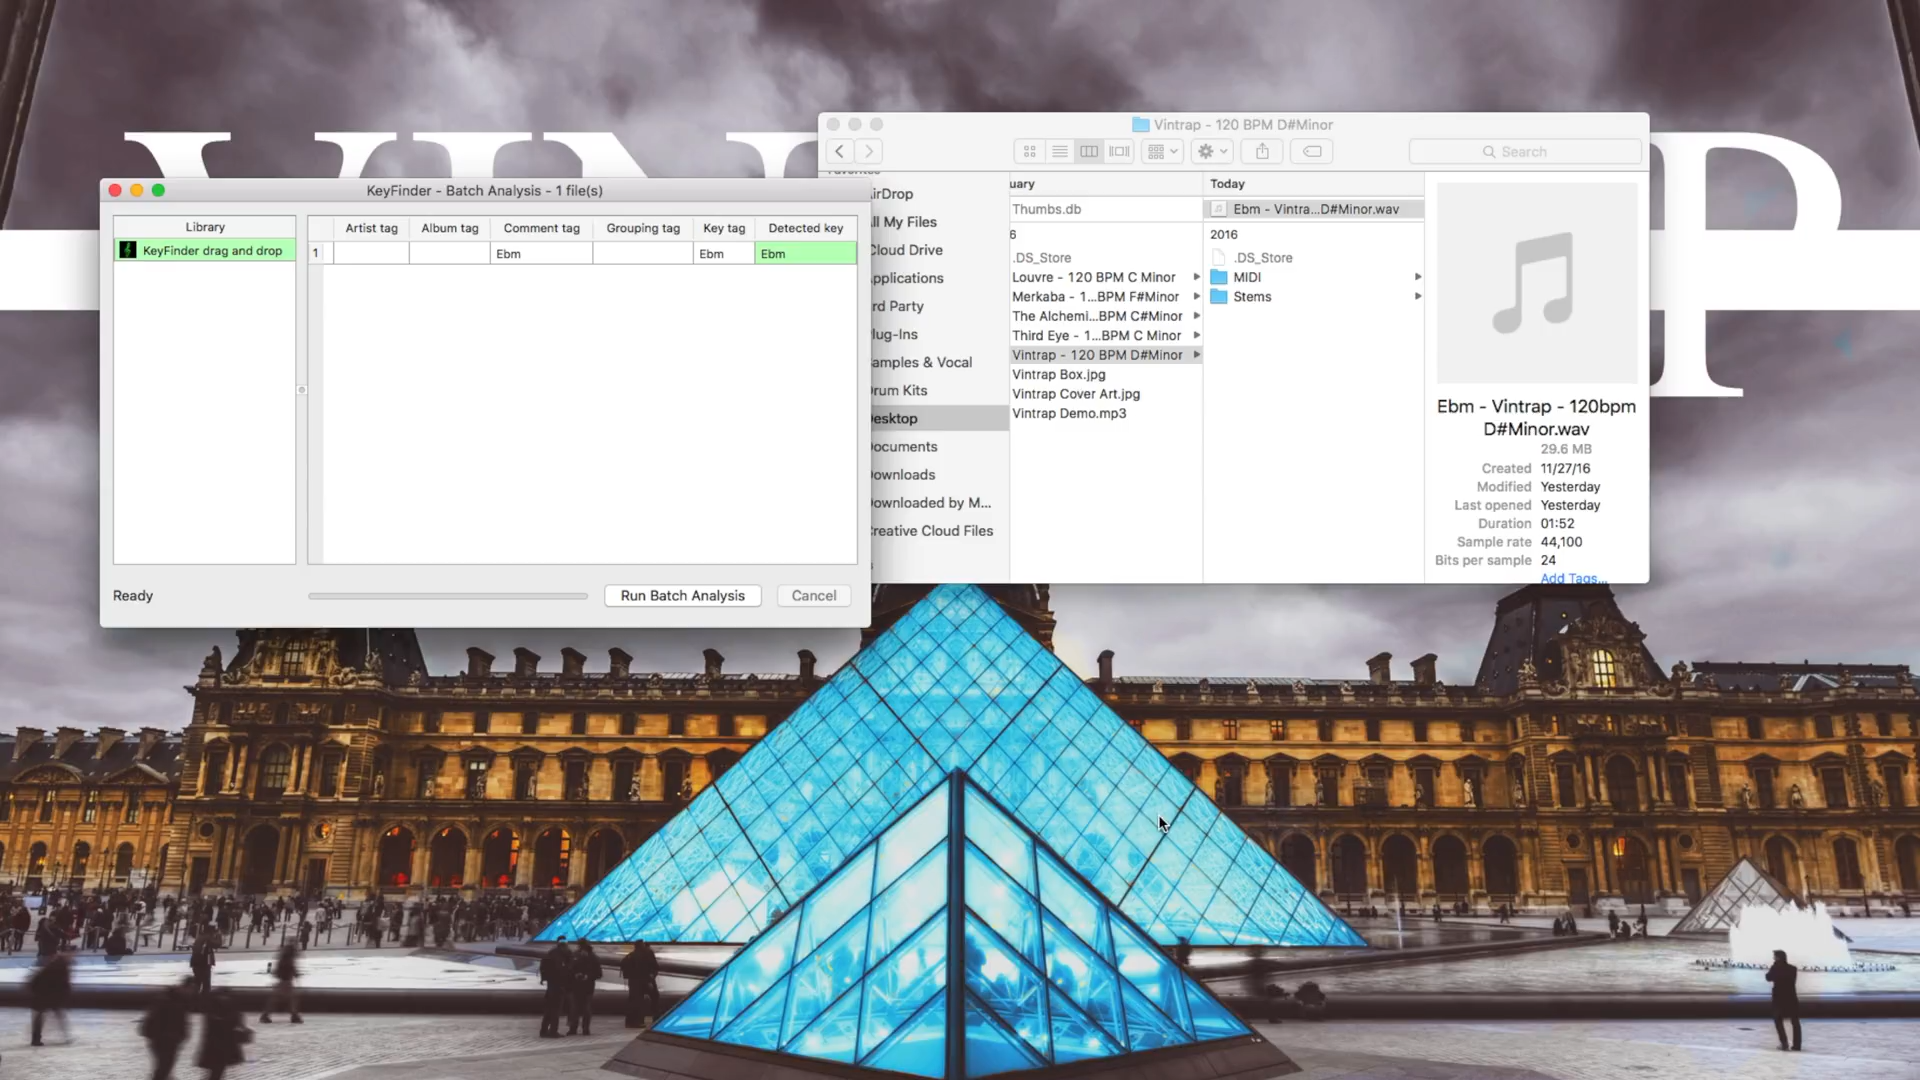 KeyFinder - Batch Analysis - 1 file(s)
Library
KeyFinder drag and drop
Artist tag
Album tag
Comment tag
Grouping tag
Key tag
Detected key
1
Ebm
Ebm
Ebm
Ready
Run Batch Analysis
Cancel
Vintrap - 120 BPM D#Minor
Search
irDrop
ll My Files
Cloud Drive
pplications
rd Party
lug-Ins
amples & Vocal
rum Kits
esktop
ocuments
ownloads
ownloaded by M...
reative Cloud Files
uary
Thumbs.db
6
.DS_Store
Louvre - 120 BPM C Minor
Merkaba - 1...BPM F#Minor
The Alchemi...BPM C#Minor
Third Eye - 1...BPM C Minor
Vintrap - 120 BPM D#Minor
Vintrap Box.jpg
Vintrap Cover Art.jpg
Vintrap Demo.mp3
Today
Ebm - Vintra...D#Minor.wav
2016
.DS_Store
MIDI
Stems
Ebm - Vintrap - 120bpm
D#Minor.wav
29.6 MB
Created 11/27/16
Modified Yesterday
Last opened Yesterday
Duration 01:52
Sample rate 44,100
Bits per sample 24
Add Tags...